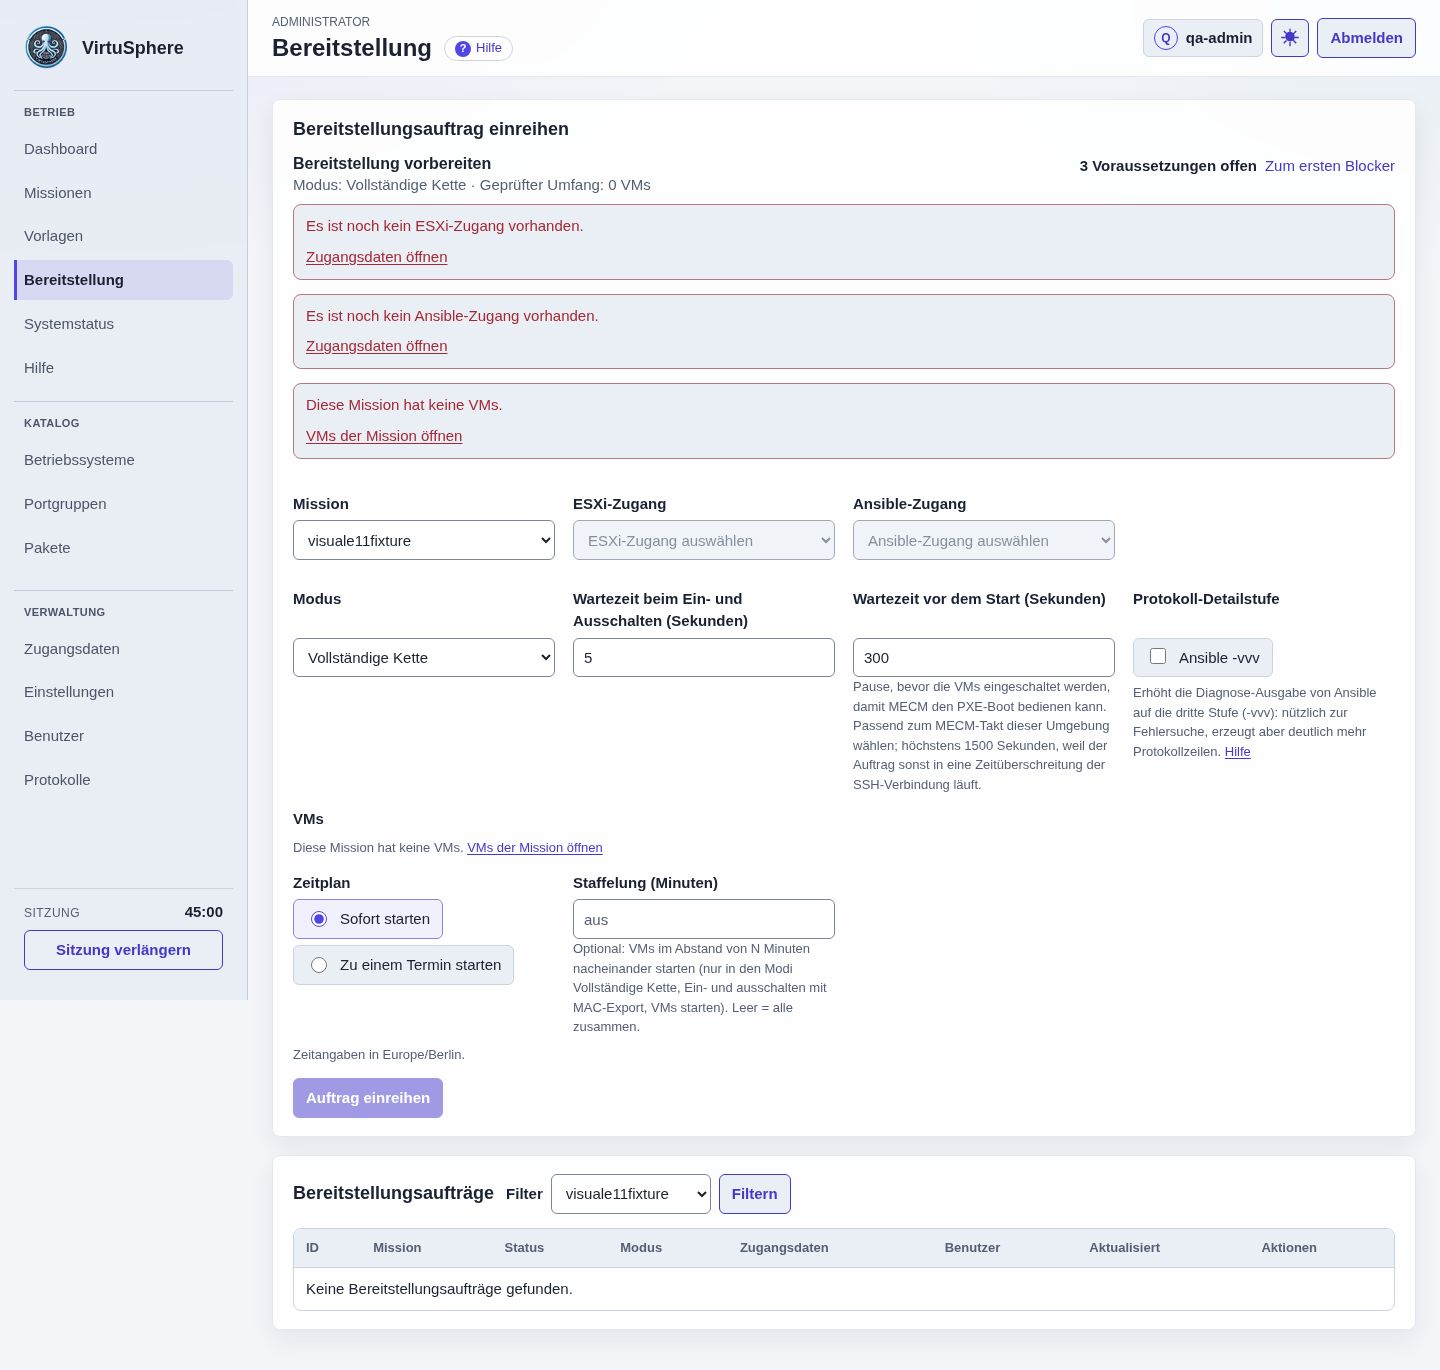 VirtuSphere
BETRIEB
Dashboard
Missionen
Vorlagen
Bereitstellung
Systemstatus
Hilfe
KATALOG
Betriebssysteme
Portgruppen
Pakete
VERWALTUNG
Zugangsdaten
Einstellungen
Benutzer
Protokolle
SITZUNG 45:00
Sitzung verlängern
ADMINISTRATOR
Bereitstellung ? Hilfe
Q qa-admin
Abmelden
Bereitstellungsauftrag einreihen
Bereitstellung vorbereiten
Modus: Vollständige Kette · Geprüfter Umfang: 0 VMs
3 Voraussetzungen offen Zum ersten Blocker
Es ist noch kein ESXi-Zugang vorhanden.
Zugangsdaten öffnen
Es ist noch kein Ansible-Zugang vorhanden.
Zugangsdaten öffnen
Diese Mission hat keine VMs.
VMs der Mission öffnen
Mission
visuale11fixture
ESXi-Zugang
ESXi-Zugang auswählen
Ansible-Zugang
Ansible-Zugang auswählen
Modus
Vollständige Kette
Wartezeit beim Ein- und
Ausschalten (Sekunden)
5
Wartezeit vor dem Start (Sekunden)
300
Pause, bevor die VMs eingeschaltet werden,
damit MECM den PXE-Boot bedienen kann.
Passend zum MECM-Takt dieser Umgebung
wählen; höchstens 1500 Sekunden, weil der
Auftrag sonst in eine Zeitüberschreitung der
SSH-Verbindung läuft.
Protokoll-Detailstufe
Ansible -vvv
Erhöht die Diagnose-Ausgabe von Ansible
auf die dritte Stufe (-vvv): nützlich zur
Fehlersuche, erzeugt aber deutlich mehr
Protokollzeilen. Hilfe
VMs
Diese Mission hat keine VMs. VMs der Mission öffnen
Zeitplan
Sofort starten
Zu einem Termin starten
Staffelung (Minuten)
aus
Optional: VMs im Abstand von N Minuten
nacheinander starten (nur in den Modi
Vollständige Kette, Ein- und ausschalten mit
MAC-Export, VMs starten). Leer = alle
zusammen.
Zeitangaben in Europe/Berlin.
Auftrag einreihen
Bereitstellungsaufträge Filter visuale11fixture Filtern
ID Mission Status Modus Zugangsdaten Benutzer Aktualisiert Aktionen
Keine Bereitstellungsaufträge gefunden.